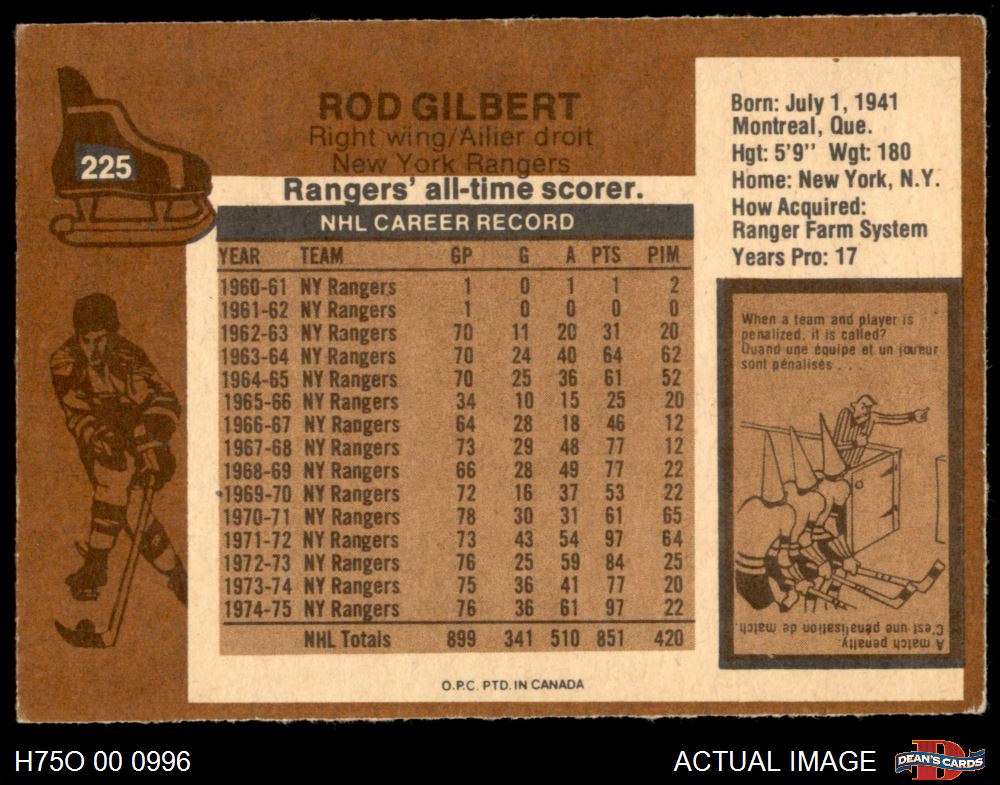 225
ROD GILBERT
Right wing/Ailier droit
New York Rangers
Rangers' all-time scorer.
NHL CAREER RECORD
YEAR TEAM GP G A PTS PIM
1960-61 NY Rangers 1 0 1 1 2
1961-62 NY Rangers 1 0 0 0 0
1962-63 NY Rangers 70 11 20 31 20
1963-64 NY Rangers 70 24 40 64 62
1964-65 NY Rangers 70 25 36 61 52
1965-66 NY Rangers 34 10 15 25 20
1966-67 NY Rangers 64 28 18 46 12
1967-68 NY Rangers 73 29 48 77 12
1968-69 NY Rangers 66 28 49 77 22
1969-70 NY Rangers 72 16 37 53 22
1970-71 NY Rangers 78 30 31 61 65
1971-72 NY Rangers 73 43 54 97 64
1972-73 NY Rangers 76 25 59 84 25
1973-74 NY Rangers 75 36 41 77 20
1974-75 NY Rangers 76 36 61 97 22
NHL Totals 899 341 510 851 420
O.P.C. PTD. IN CANADA
Born: July 1, 1941
Montreal, Que.
Hgt: 5'9" Wgt: 180
Home: New York, N.Y.
How Acquired:
Ranger Farm System
Years Pro: 17
When a team and player is
penalized, it is called?
Quand une équipe et un joueur
sont pénalisés . . .
A match penalty.
C'est une pénalisation de match.
H75O 00 0996
ACTUAL IMAGE
D
DEAN'S CARDS